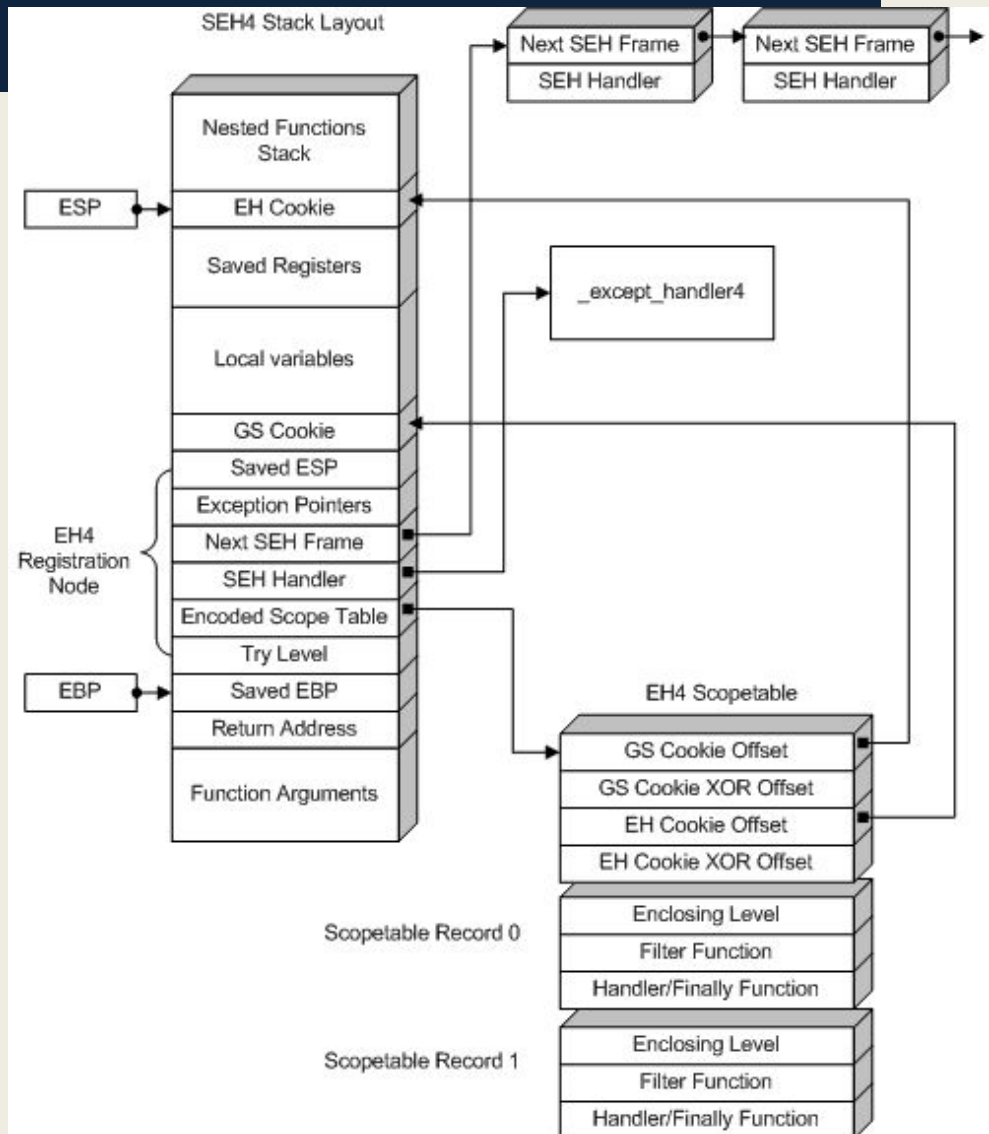 SEH4 Stack Layout
Next SEH Frame
SEH Handler
Next SEH Frame
SEH Handler
Nested Functions
Stack
ESP
EH Cookie
Saved Registers
_except_handler4
Local variables
GS Cookie
Saved ESP
Exception Pointers
EH4
Registration
Node
Next SEH Frame
SEH Handler
Encoded Scope Table
Try Level
EBP
Saved EBP
Return Address
Function Arguments
EH4 Scopetable
GS Cookie Offset
GS Cookie XOR Offset
EH Cookie Offset
EH Cookie XOR Offset
Scopetable Record 0
Enclosing Level
Filter Function
Handler/Finally Function
Scopetable Record 1
Enclosing Level
Filter Function
Handler/Finally Function